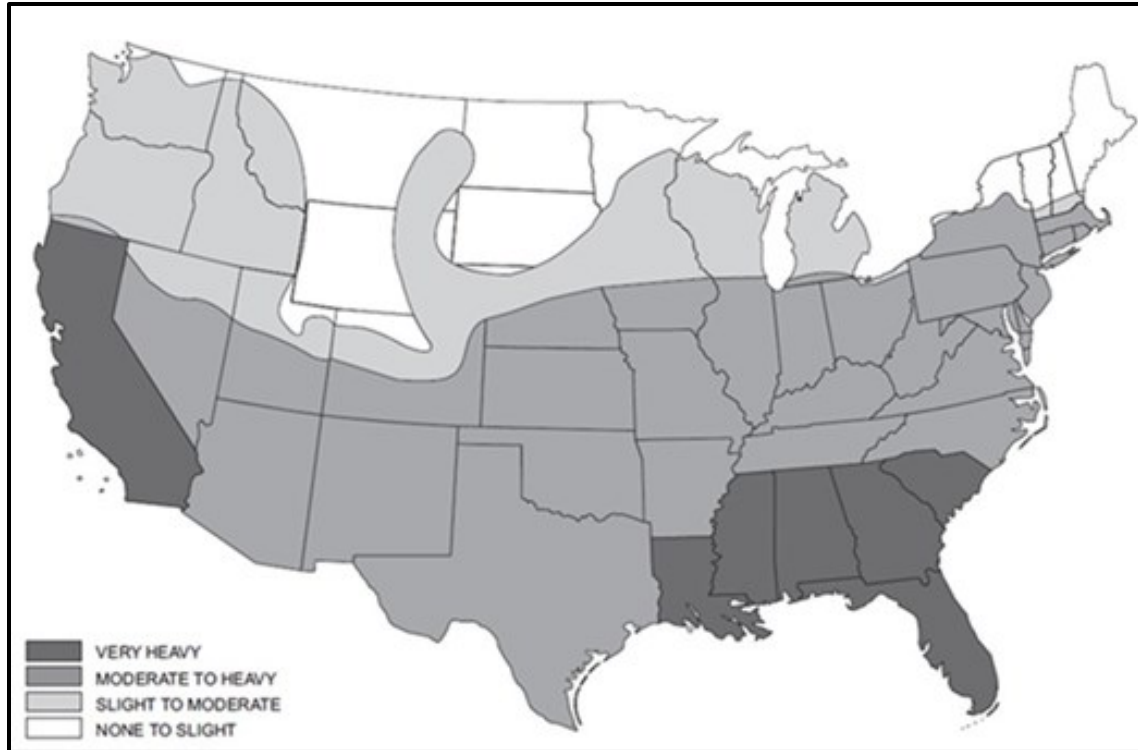 VERY HEAVY
MODERATE TO HEAVY
SLIGHT TO MODERATE
NONE TO SLIGHT